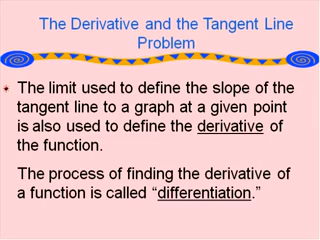 The Derivative and the Tangent Line
Problem
The limit used to define the slope of the
tangent line to a graph at a given point
is also used to define the derivative of
the function.
The process of finding the derivative of
a function is called “differentiation.”